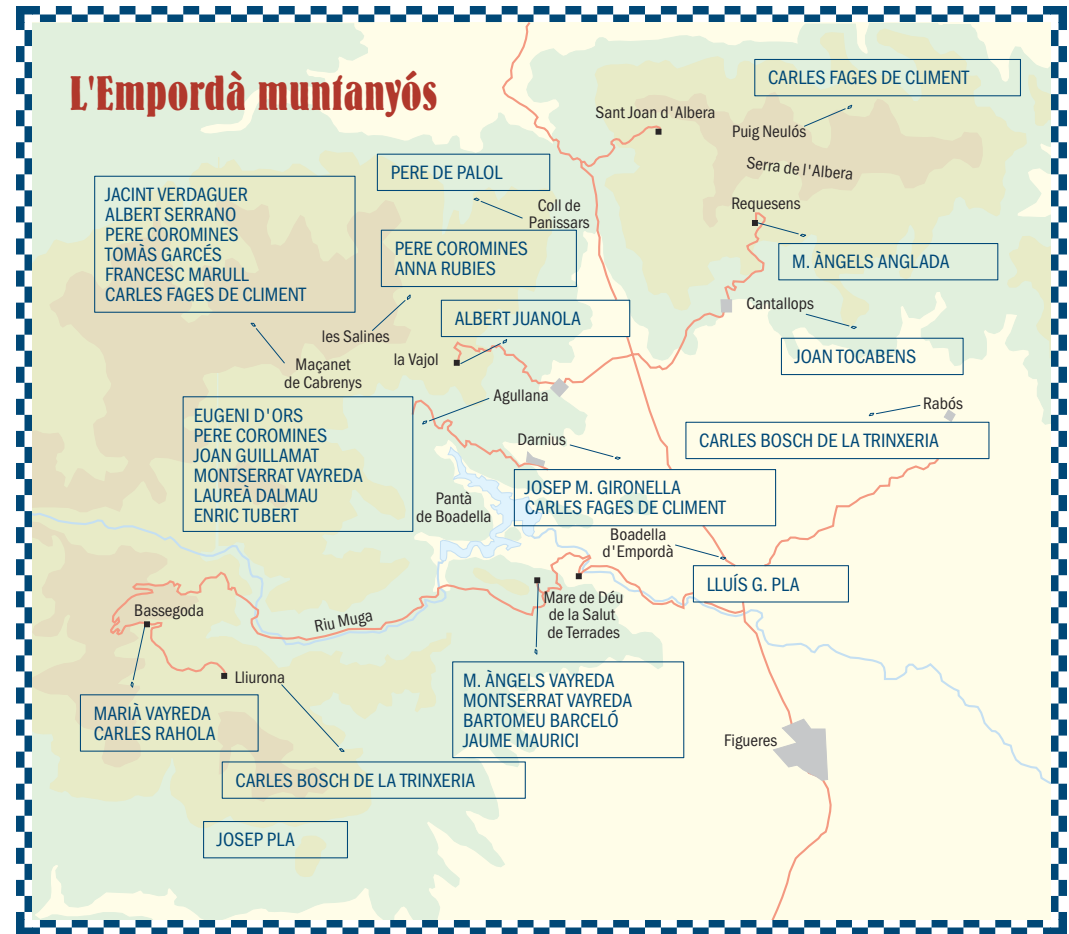 L'Empordà muntanyós
CARLES FAGES DE CLIMENT
Sant Joan d'Albera
Puig Neulós
Serra de l'Albera
PERE DE PALOL
JACINT VERDAGUER
ALBERT SERRANO
PERE COROMINES
TOMÀS GARCÉS
FRANCESC MARULL
CARLES FAGES DE CLIMENT
Coll de
Panissars
Requesens
PERE COROMINES
ANNA RUBIES
M. ÀNGELS ANGLADA
Cantallops
ALBERT JUANOLA
les Salines
la Vajol
JOAN TOCABENS
Maçanet
de Cabrenys
Agullana
Rabós
EUGENI D'ORS
PERE COROMINES
JOAN GUILLAMAT
MONTSERRAT VAYREDA
LAUREÀ DALMAU
ENRIC TUBERT
Darnius
CARLES BOSCH DE LA TRINXERIA
JOSEP M. GIRONELLA
CARLES FAGES DE CLIMENT
Pantà
de Boadella
Boadella
d'Empordà
LLUÍS G. PLA
Mare de Déu
de la Salut
de Terrades
Bassegoda
Riu Muga
Lliurona
M. ÀNGELS VAYREDA
MONTSERRAT VAYREDA
BARTOMEU BARCELÓ
JAUME MAURICI
MARIÀ VAYREDA
CARLES RAHOLA
Figueres
CARLES BOSCH DE LA TRINXERIA
JOSEP PLA